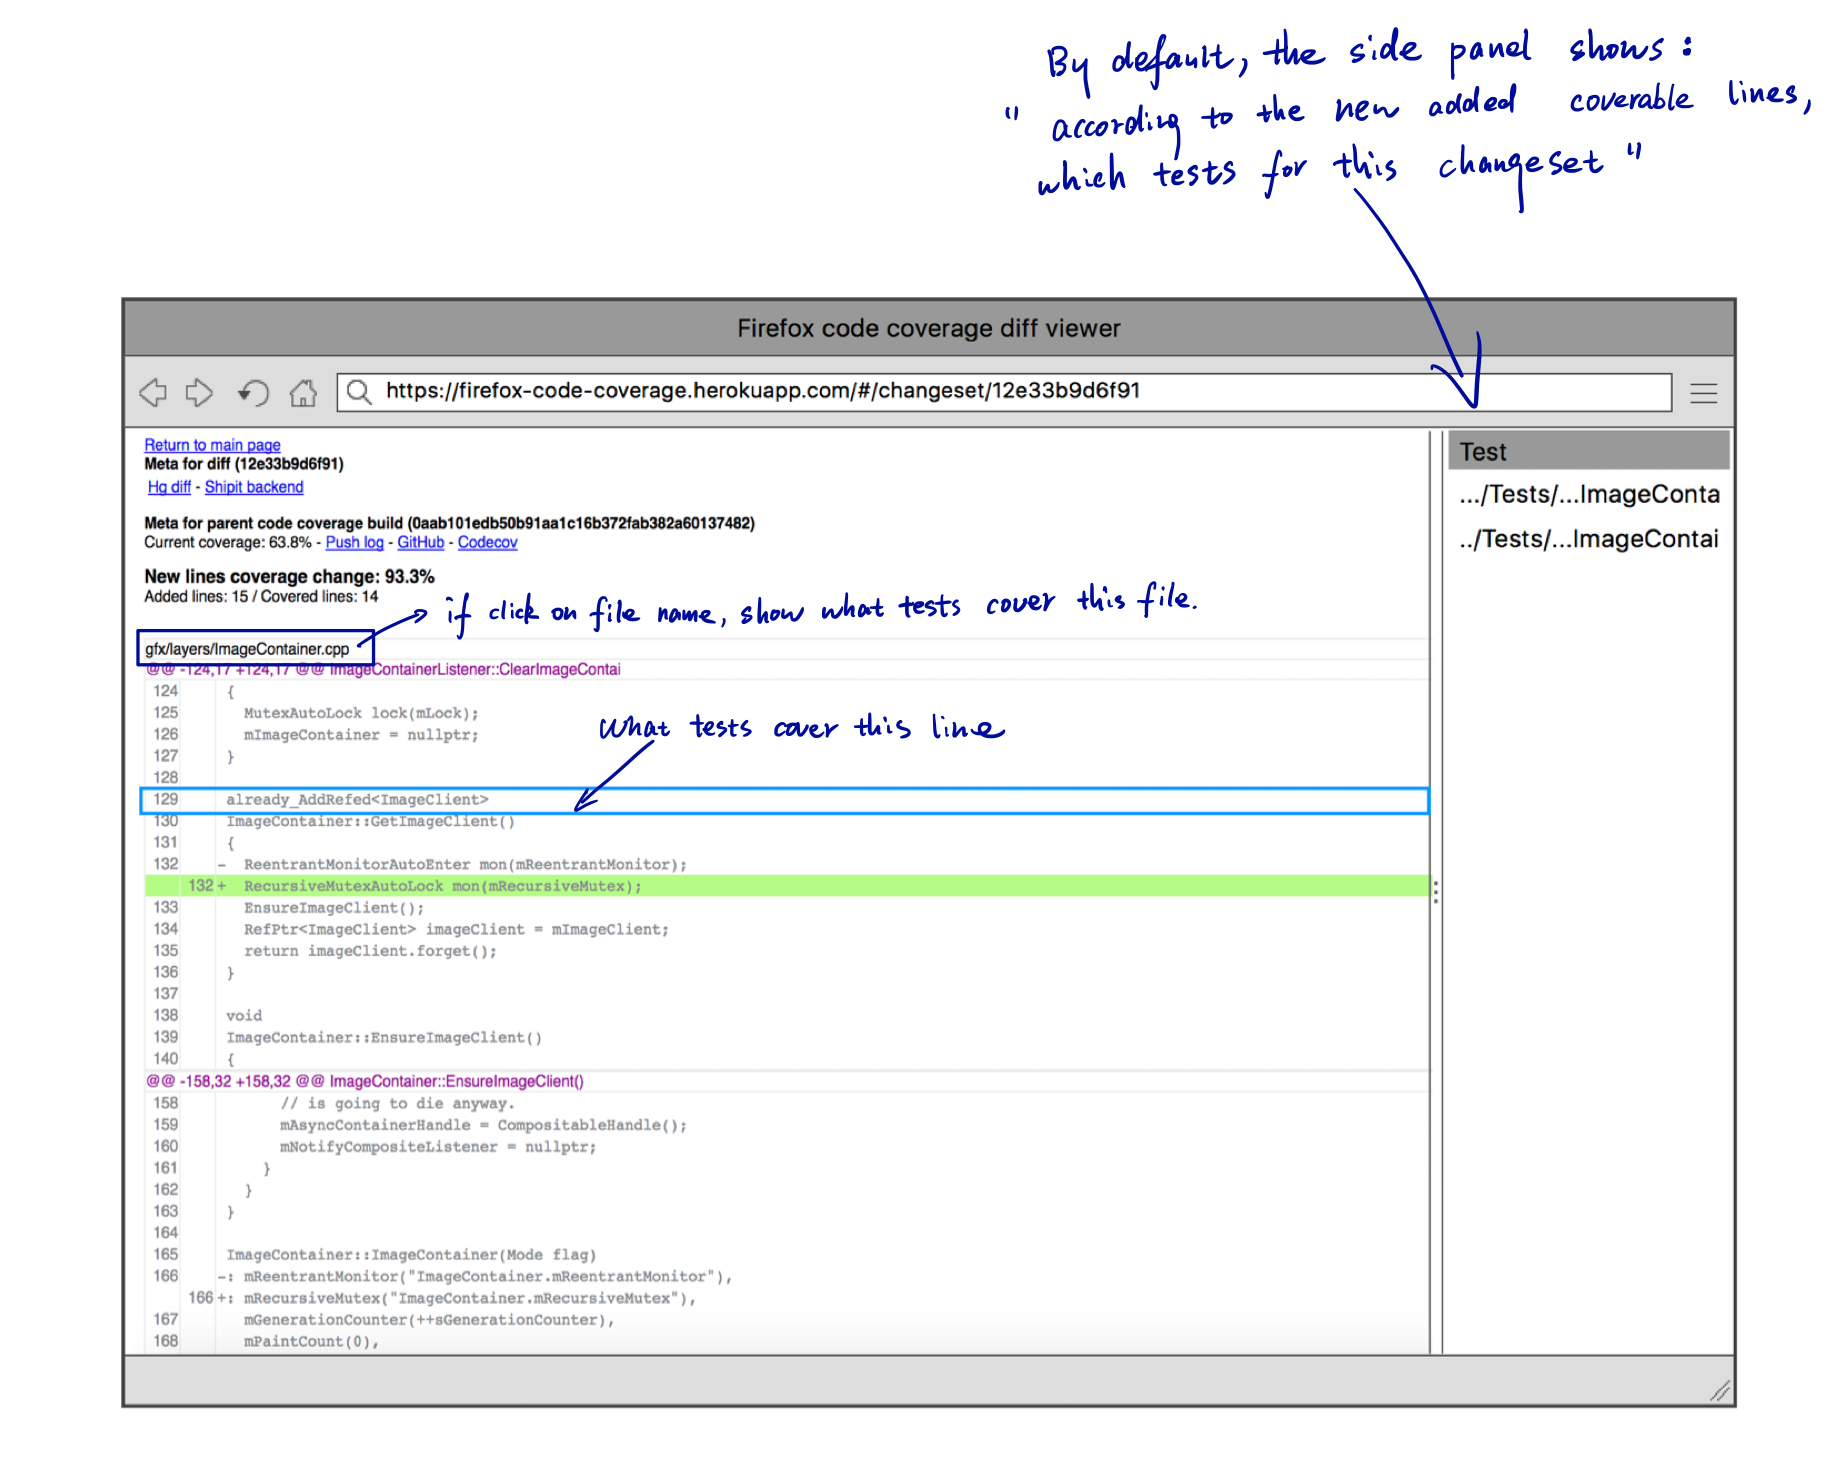 By default, the side panel shows :
" according to the new added coverable lines,
which tests for this changeset "
Firefox code coverage diff viewer
https://firefox-code-coverage.herokuapp.com/#/changeset/12e33b9d6f91
Return to main page
Meta for diff (12e33b9d6f91)
Hg diff - Shipit backend
Meta for parent code coverage build (0aab101edb50b91aa1c16b372fab382a60137482)
Current coverage: 63.8% - Push log - GitHub - Codecov
New lines coverage change: 93.3%
Added lines: 15 / Covered lines: 14
if click on file name, show what tests cover this file.
gfx/layers/ImageContainer.cpp
@@ -124,17 +124,17 @@ ImageContainerListener::ClearImageContai
124 {
125 MutexAutoLock lock(mLock);
126 mImageContainer = nullptr;
127 }
128
What tests cover this line
129 already_AddRefed<ImageClient>
130 ImageContainer::GetImageClient()
131 {
132 - ReentrantMonitorAutoEnter mon(mReentrantMonitor);
132 + RecursiveMutexAutoLock mon(mRecursiveMutex);
133 EnsureImageClient();
134 RefPtr<ImageClient> imageClient = mImageClient;
135 return imageClient.forget();
136 }
137
138 void
139 ImageContainer::EnsureImageClient()
140 {
@@ -158,32 +158,32 @@ ImageContainer::EnsureImageClient()
158 // is going to die anyway.
159 mAsyncContainerHandle = CompositableHandle();
160 mNotifyCompositeListener = nullptr;
161 }
162 }
163 }
164
165 ImageContainer::ImageContainer(Mode flag)
166 -: mReentrantMonitor("ImageContainer.mReentrantMonitor"),
166 +: mRecursiveMutex("ImageContainer.mRecursiveMutex"),
167 mGenerationCounter(++sGenerationCounter),
168 mPaintCount(0),
Test
.../Tests/...ImageConta
../Tests/...ImageContai